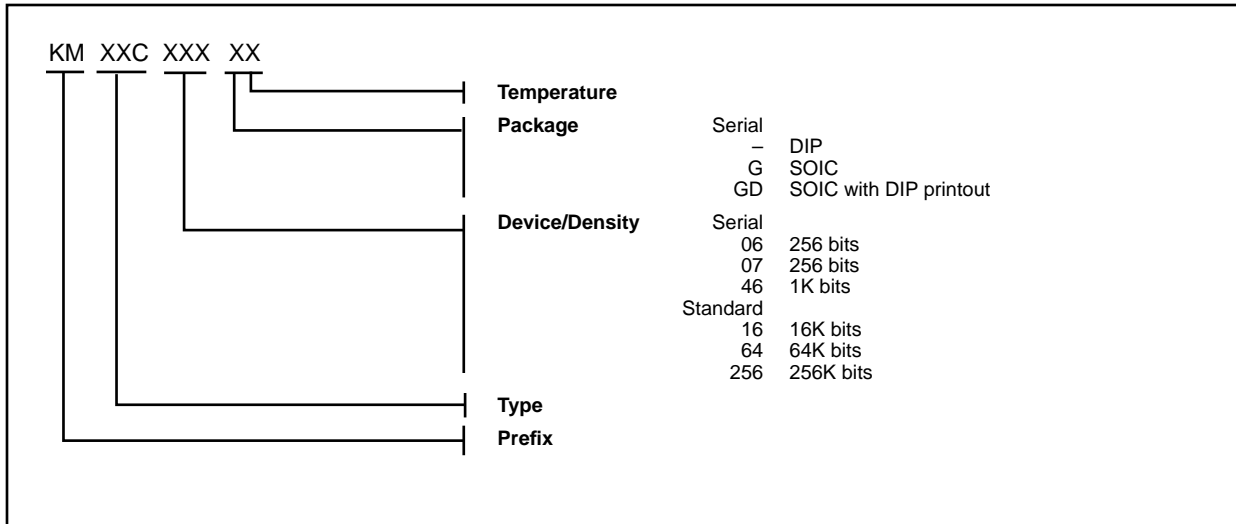 KM XXC XXX XX
Temperature
Package Serial
– DIP
G SOIC
GD SOIC with DIP printout
Device/Density Serial
06 256 bits
07 256 bits
46 1K bits
Standard
16 16K bits
64 64K bits
256 256K bits
Type
Prefix